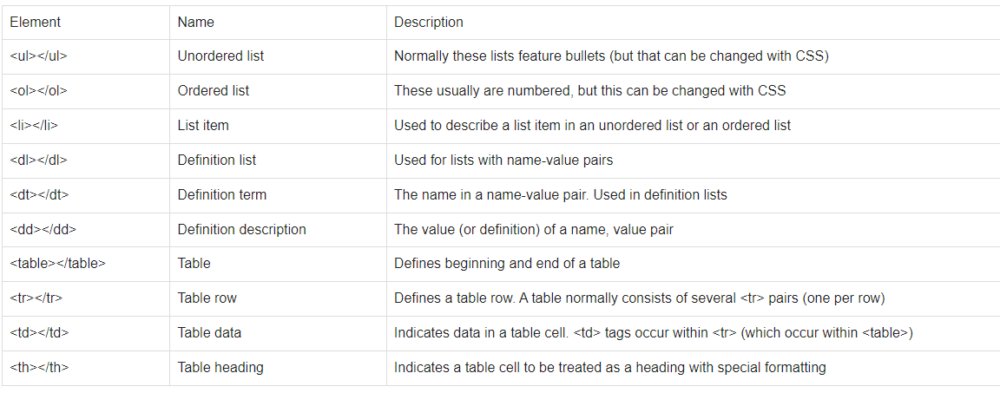 Element Name Description
<ul></ul> Unordered list Normally these lists feature bullets (but that can be changed with CSS)
<ol></ol> Ordered list These usually are numbered, but this can be changed with CSS
<li></li> List item Used to describe a list item in an unordered list or an ordered list
<dl></dl> Definition list Used for lists with name-value pairs
<dt></dt> Definition term The name in a name-value pair. Used in definition lists
<dd></dd> Definition description The value (or definition) of a name, value pair
<table></table> Table Defines beginning and end of a table
<tr></tr> Table row Defines a table row. A table normally consists of several <tr> pairs (one per row)
<td></td> Table data Indicates data in a table cell. <td> tags occur within <tr> (which occur within <table>)
<th></th> Table heading Indicates a table cell to be treated as a heading with special formatting